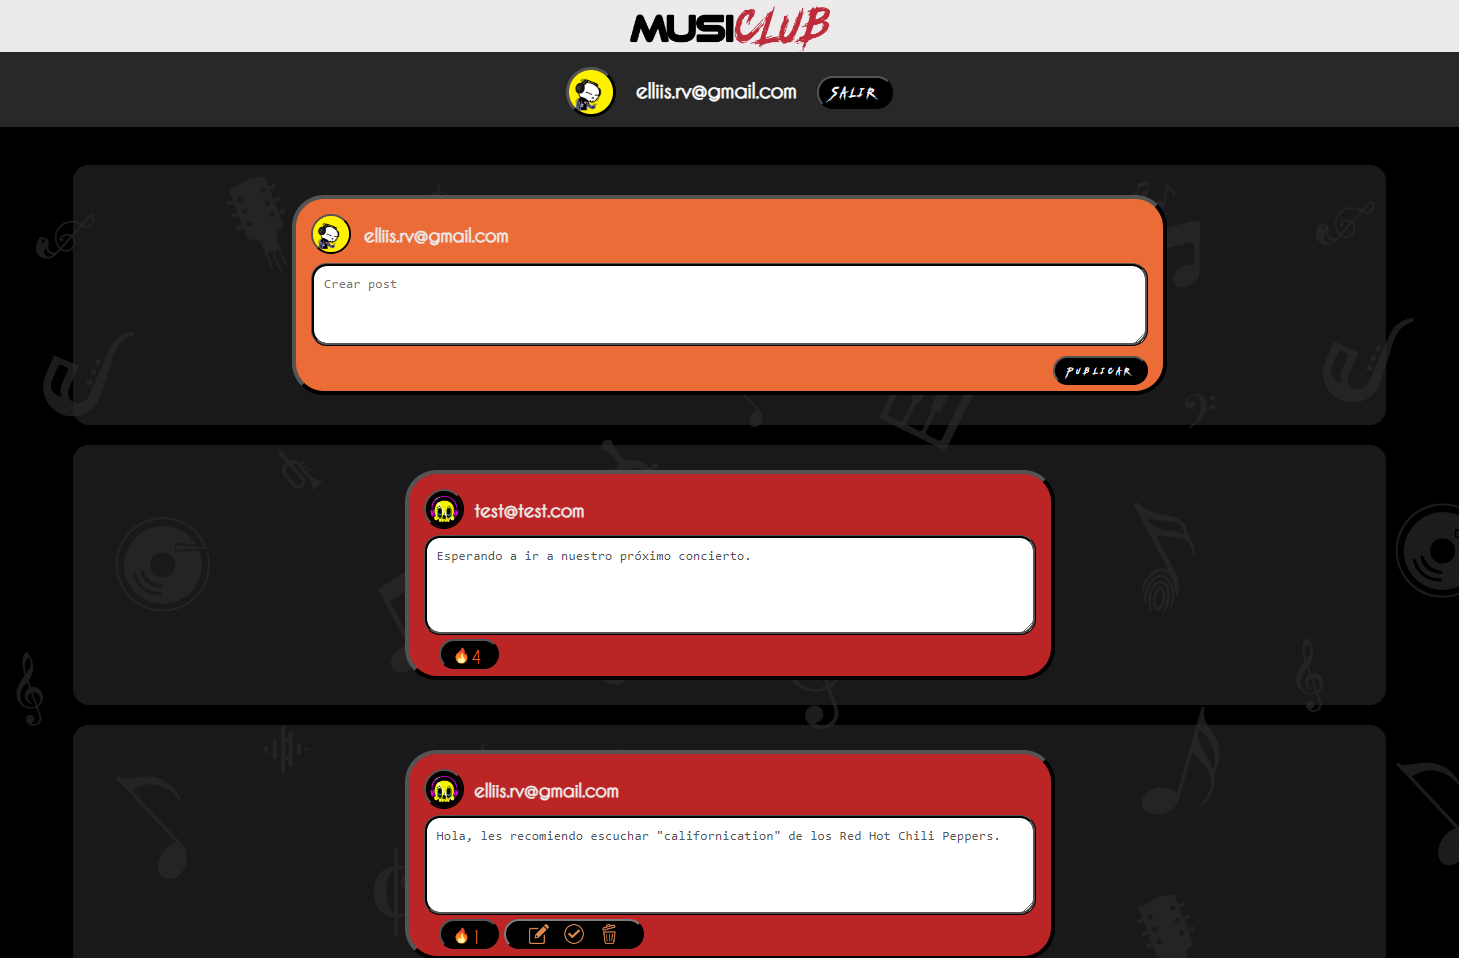 MUSICLUB
elliis.rv@gmail.com SALIR
elliis.rv@gmail.com
Crear post
PUBLICAR
test@test.com
Esperando a ir a nuestro próximo concierto.
🔥4
elliis.rv@gmail.com
Hola, les recomiendo escuchar "californication" de los Red Hot Chili Peppers.
🔥1